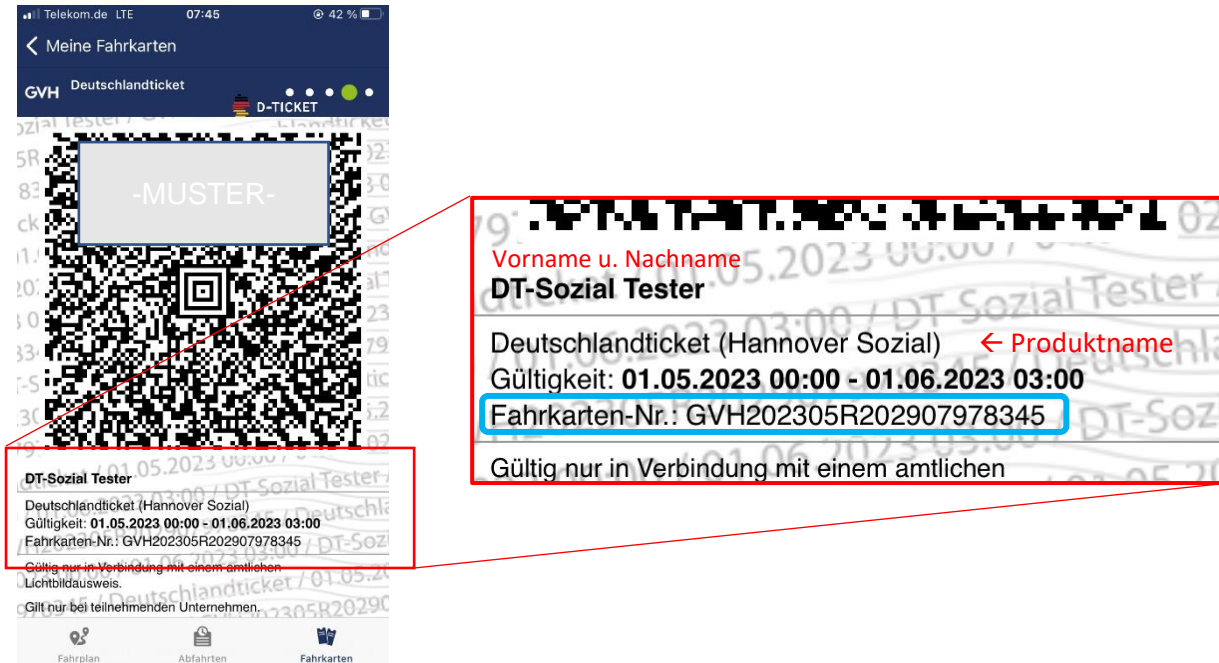 Telekom.de LTE 07:45 42 %
Meine Fahrkarten
GVH Deutschlandticket
D-TICKET
-MUSTER-
DT-Sozial Tester
Deutschlandticket (Hannover Sozial)
Gültigkeit: 01.05.2023 00:00 - 01.06.2023 03:00
Fahrkarten-Nr.: GVH202305R202907978345
Gültig nur in Verbindung mit einem amtlichen
Lichtbildausweis.
Gilt nur bei teilnehmenden Unternehmen.
Fahrplan Abfahrten Fahrkarten
Vorname u. Nachname
DT-Sozial Tester
Deutschlandticket (Hannover Sozial) ← Produktname
Gültigkeit: 01.05.2023 00:00 - 01.06.2023 03:00
Fahrkarten-Nr.: GVH202305R202907978345
Gültig nur in Verbindung mit einem amtlichen